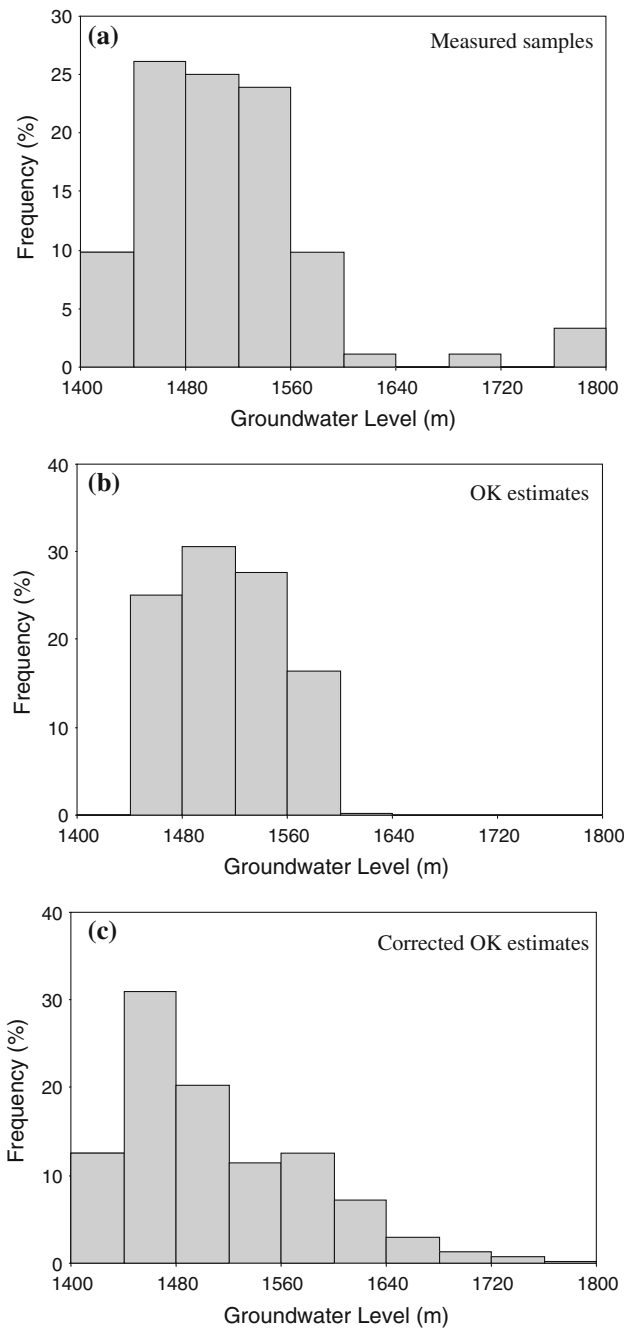 (a)
Measured samples
Frequency (%)
30
25
20
15
10
5
0
1400 1480 1560 1640 1720 1800
Groundwater Level (m)
(b)
OK estimates
Frequency (%)
40
30
20
10
0
1400 1480 1560 1640 1720 1800
Groundwater Level (m)
(c)
Corrected OK estimates
Frequency (%)
40
30
20
10
0
1400 1480 1560 1640 1720 1800
Groundwater Level (m)